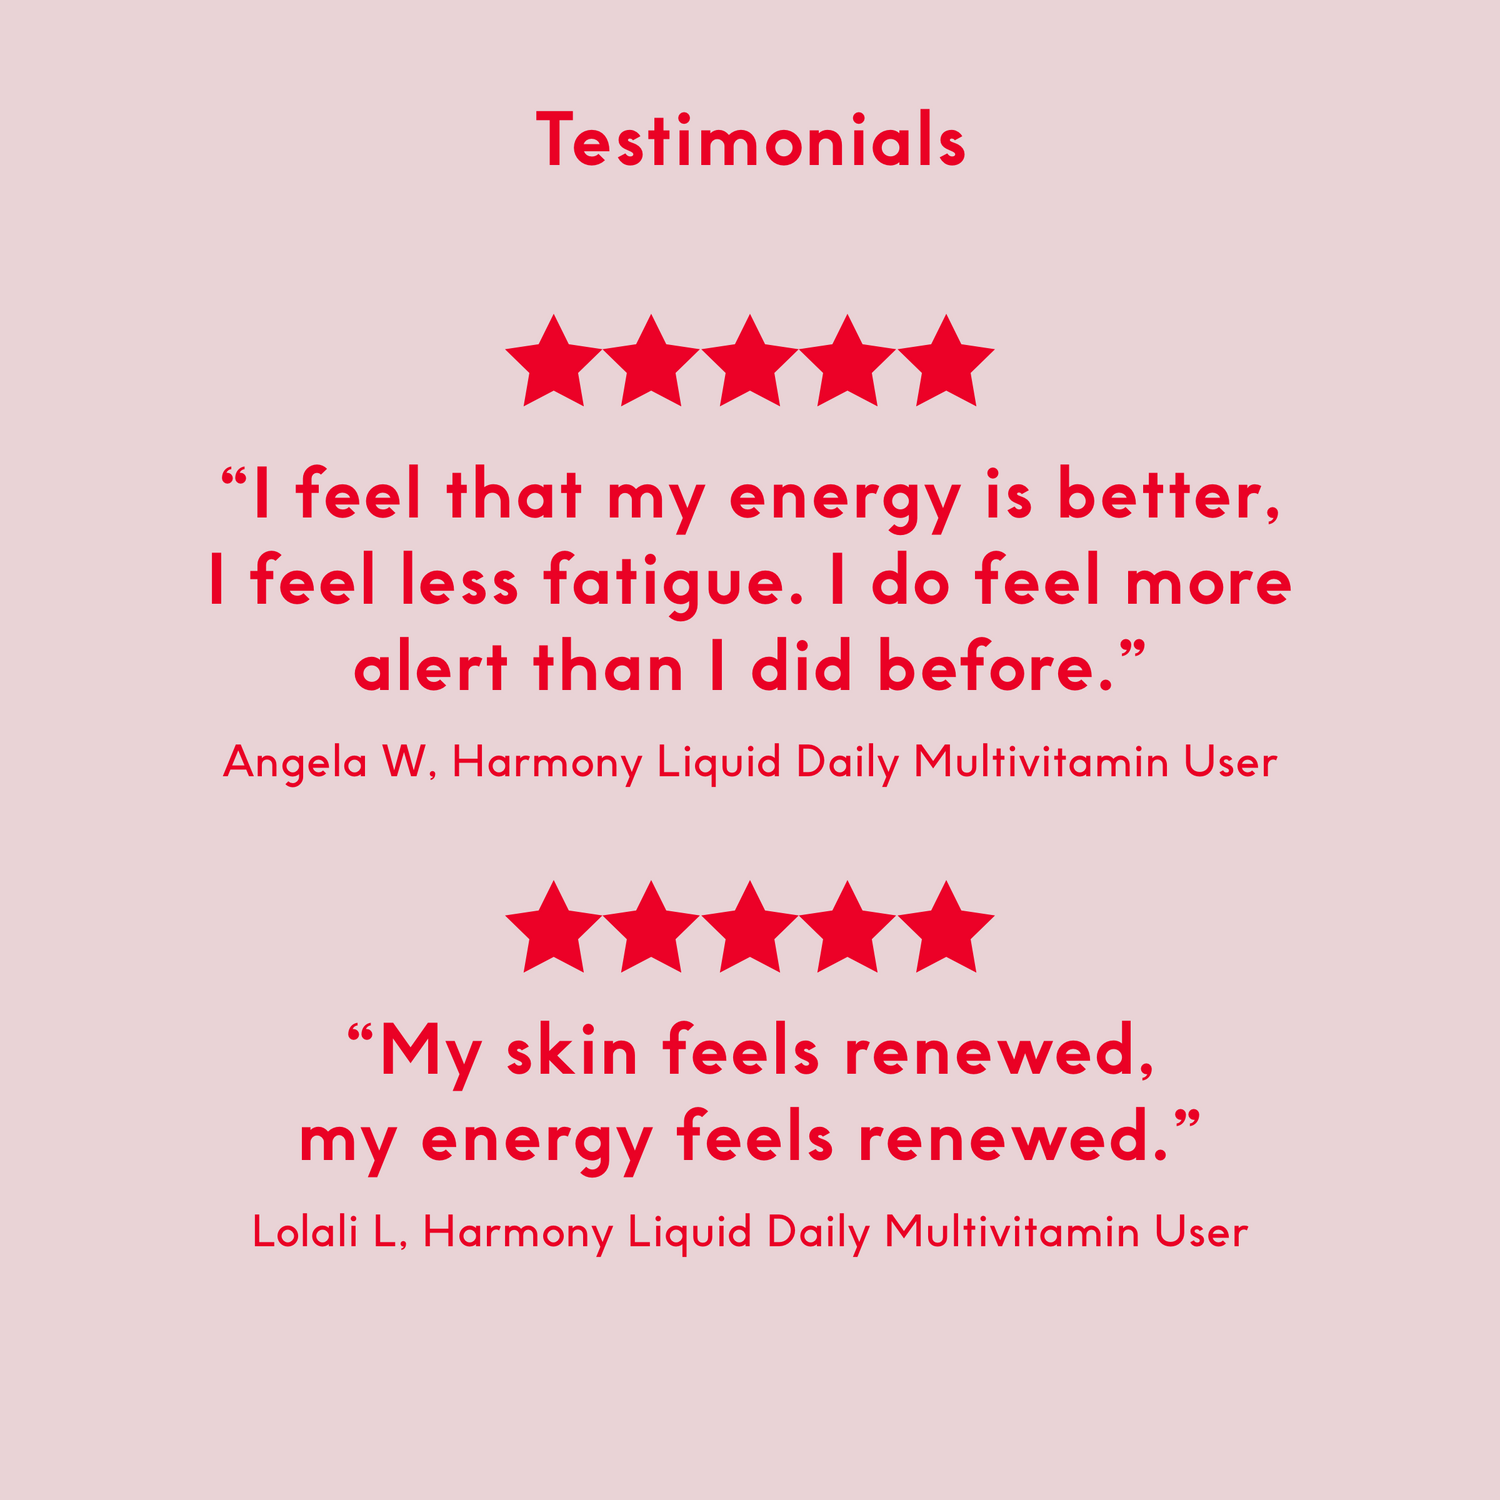 Testimonials
“I feel that my energy is better,
I feel less fatigue. I do feel more
alert than I did before.”
Angela W, Harmony Liquid Daily Multivitamin User
“My skin feels renewed,
my energy feels renewed.”
Lolali L, Harmony Liquid Daily Multivitamin User